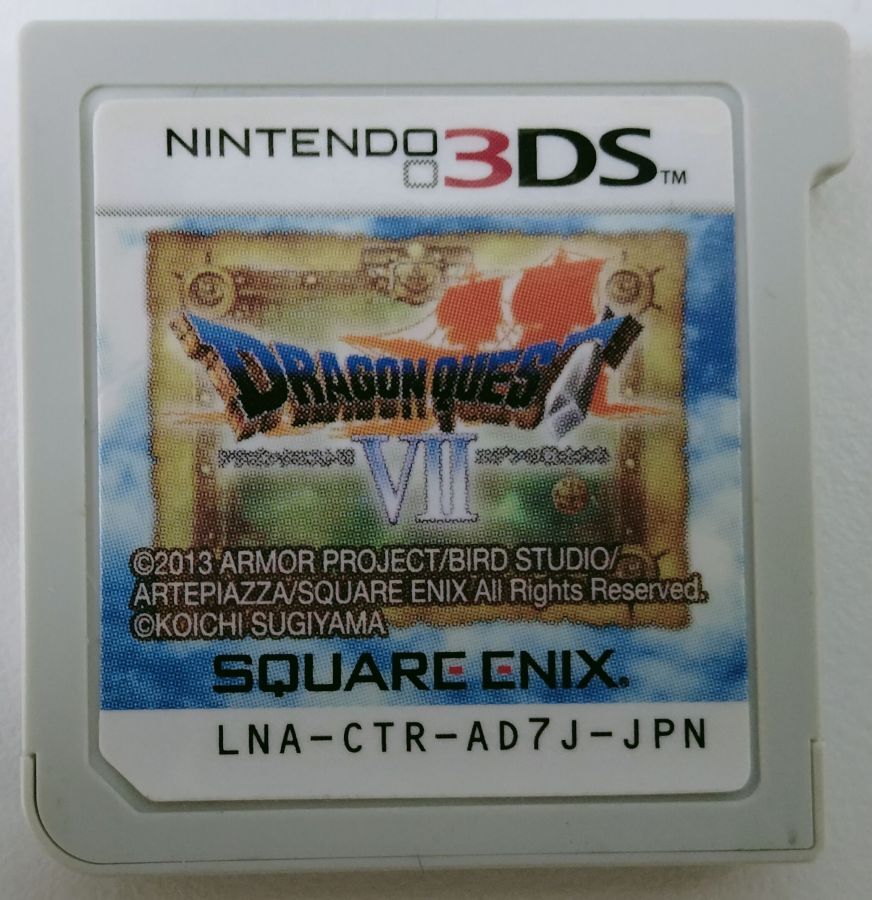 NINTENDO 3DS™
DRAGON QUEST
VII
©2013 ARMOR PROJECT/BIRD STUDIO/
ARTEPIAZZA/SQUARE ENIX All Rights Reserved.
©KOICHI SUGIYAMA
SQUARE ENIX.
LNA-CTR-AD7J-JPN